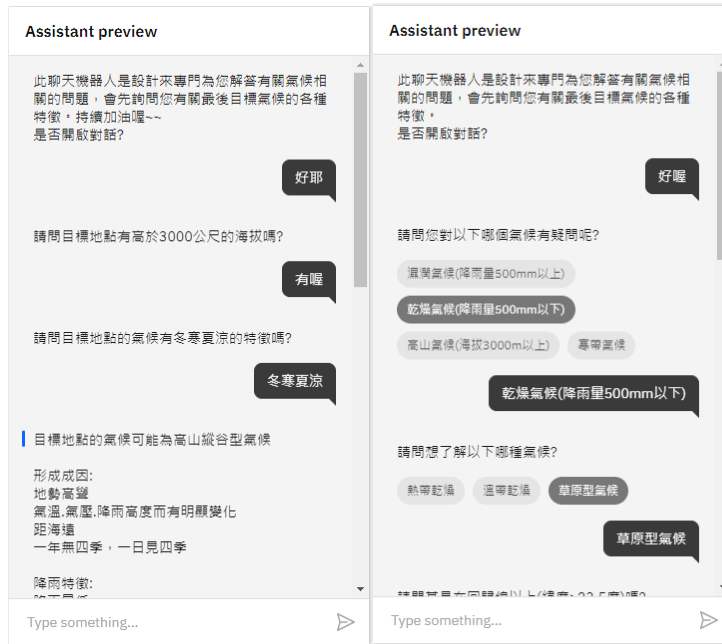 Assistant preview
此聊天機器人是設計來專門為您解答有關氣候相
關的問題，會先詢問您有關最後目標氣候的各種
特徵。持續加油喔~~
是否開啟對話?
好耶
請問目標地點有高於3000公尺的海拔嗎?
有喔
請問目標地點的氣候有冬寒夏涼的特徵嗎?
冬寒夏涼
目標地點的氣候可能為高山縱谷型氣候
形成成因:
地勢高聳
氣溫.氣壓.降雨高度而有明顯變化
距海遠
一年無四季，一日見四季
降雨特徵:
Type something...
Assistant preview
此聊天機器人是設計來專門為您解答有關氣候相
關的問題，會先詢問您有關最後目標氣候的各種
特徵。
是否開啟對話?
好喔
請問您對以下哪個氣候有疑問呢?
濕潤氣候(降雨量500mm以上)
乾燥氣候(降雨量500mm以下)
高山氣候(海拔3000m以上)
寒帶氣候
乾燥氣候(降雨量500mm以下)
請問想了解以下哪種氣候?
熱帶乾燥
溫帶乾燥
草原型氣候
草原型氣候
Type something...